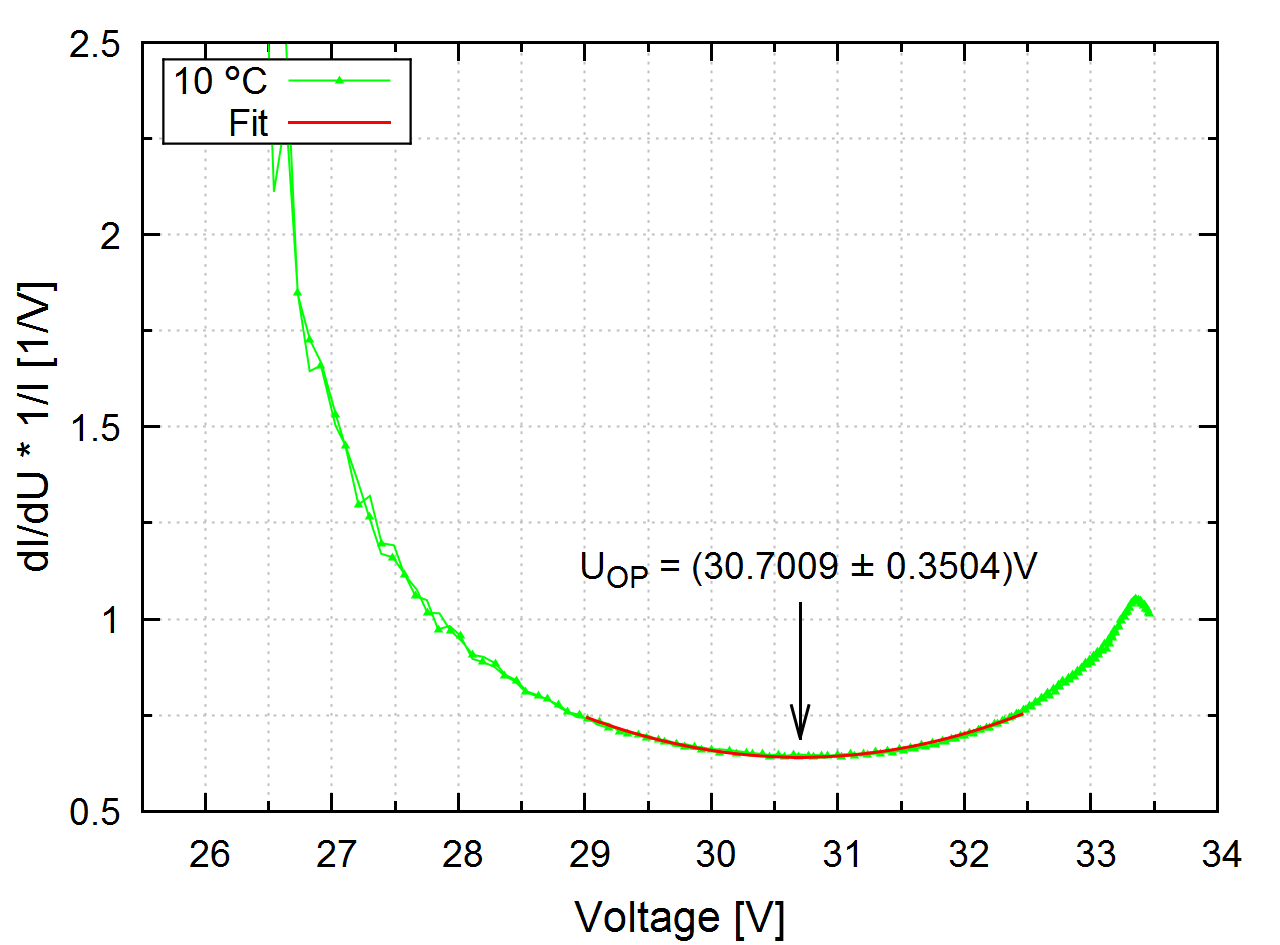 2.5
10 °C
Fit
2
1.5
1
0.5
dI/dU * 1/I [1/V]
U_OP = (30.7009 ± 0.3504)V
26 27 28 29 30 31 32 33 34
Voltage [V]